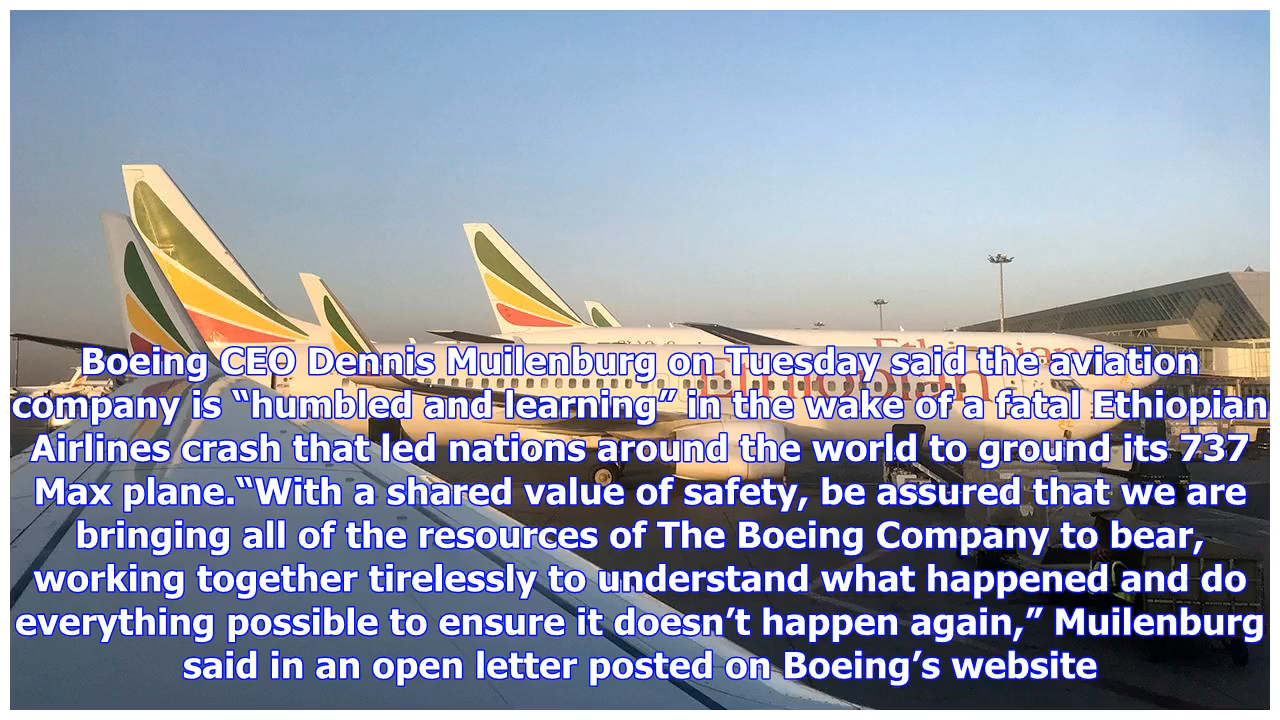 Ethiopian
Ethiopian
Boeing CEO Dennis Muilenburg on Tuesday said the aviation
company is “humbled and learning” in the wake of a fatal Ethiopian
Airlines crash that led nations around the world to ground its 737
Max plane.“With a shared value of safety, be assured that we are
bringing all of the resources of The Boeing Company to bear,
working together tirelessly to understand what happened and do
everything possible to ensure it doesn’t happen again,” Muilenburg
said in an open letter posted on Boeing’s website